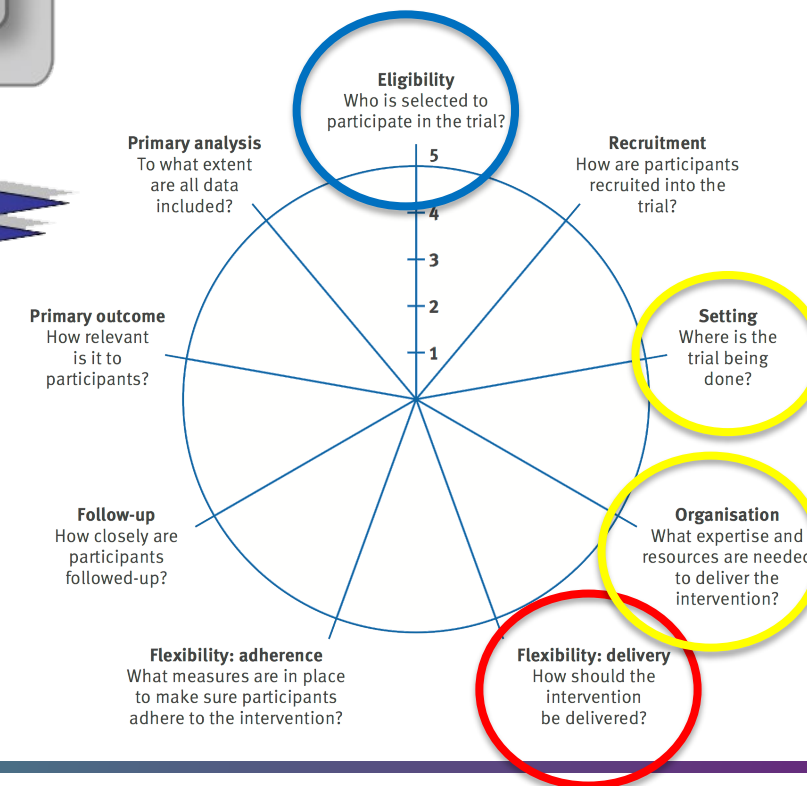 Eligibility
Who is selected to
participate in the trial?
Primary analysis
To what extent
are all data
included?
Recruitment
How are participants
recruited into the
trial?
5
4
3
2
1
Primary outcome
How relevant
is it to
participants?
Setting
Where is the
trial being
done?
Follow-up
How closely are
participants
followed-up?
Organisation
What expertise and
resources are needed
to deliver the
intervention?
Flexibility: adherence
What measures are in place
to make sure participants
adhere to the intervention?
Flexibility: delivery
How should the
intervention
be delivered?